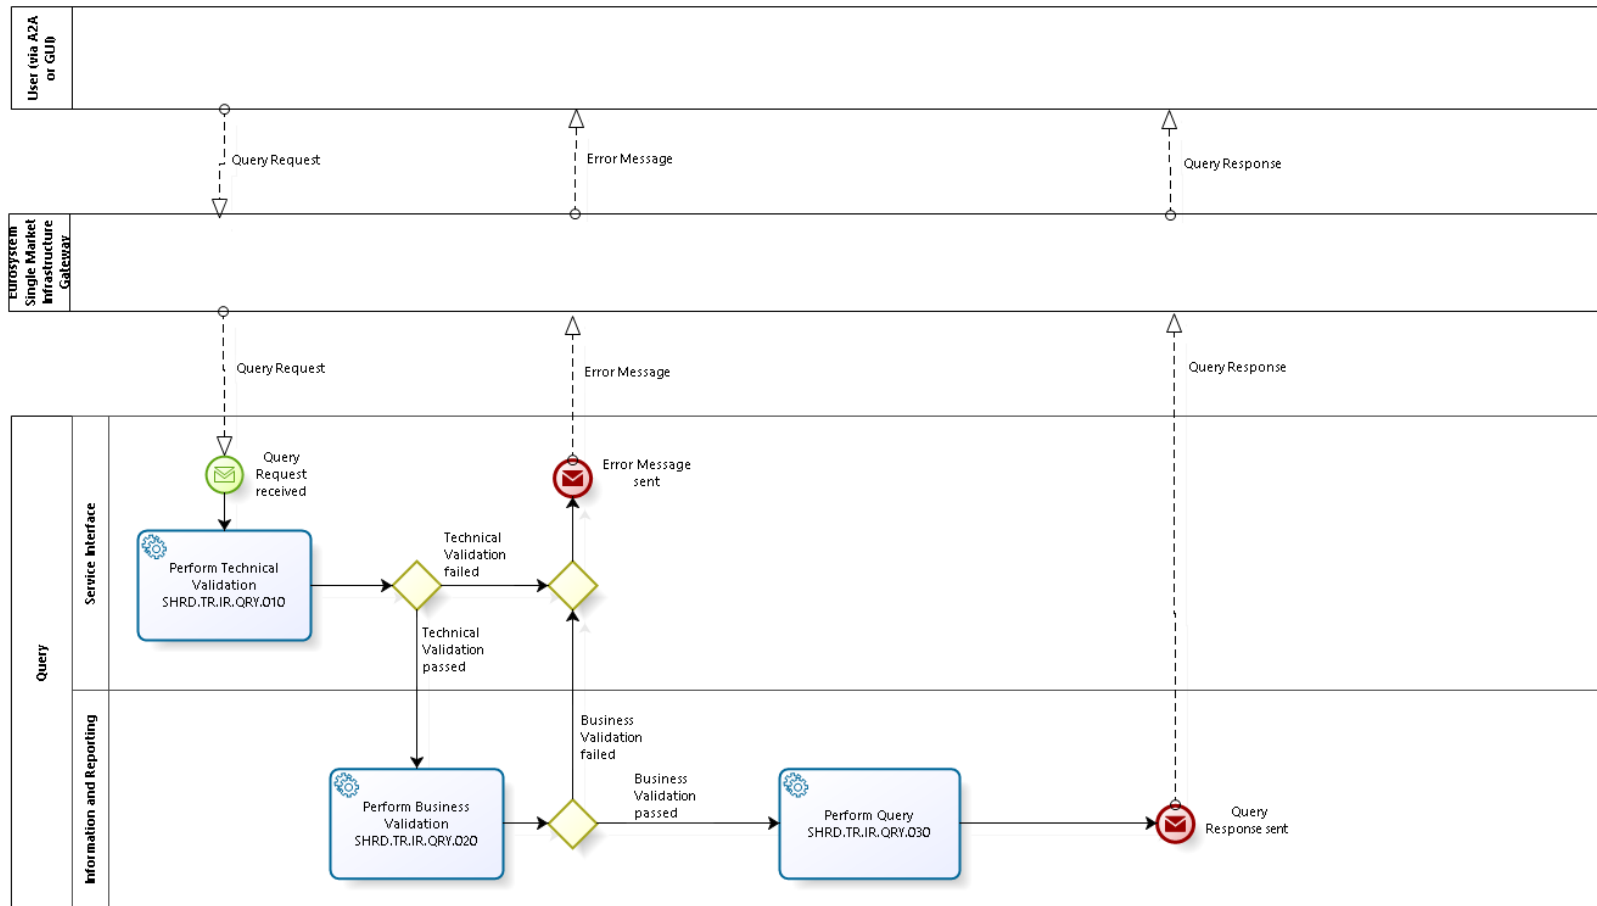 User (via A2A
or GUI)
Query Request
Error Message
Query Response
Eurosystem
Single Market
Infrastructure
Gateway
Query Request
Error Message
Query Response
Query
Service Interface
Query
Request
received
Error Message
sent
Perform Technical
Validation
SHRD.TR.IR.QRY.010
Technical
Validation
failed
Technical
Validation
passed
Information and Reporting
Business
Validation
failed
Perform Business
Validation
SHRD.TR.IR.QRY.020
Business
Validation
passed
Perform Query
SHRD.TR.IR.QRY.030
Query
Response sent